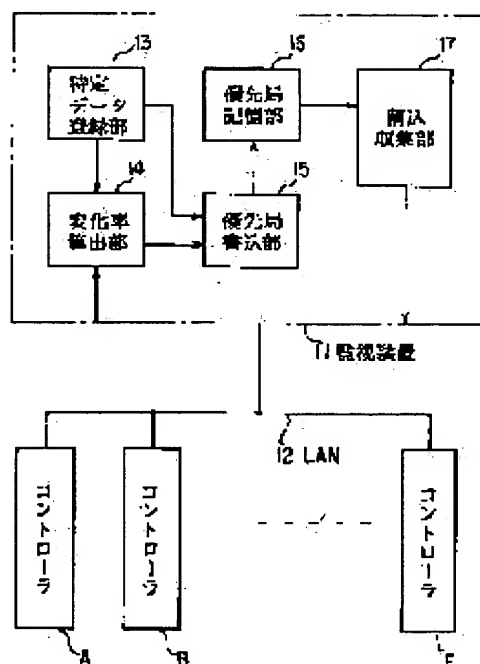 13
特定
データ
登録部
16
優先局
記憶部
17
割込
収集部
14
変化率
算出部
15
優先局
書込部
11 監視装置
12 LAN
コントローラ
A
コントローラ
B
コントローラ